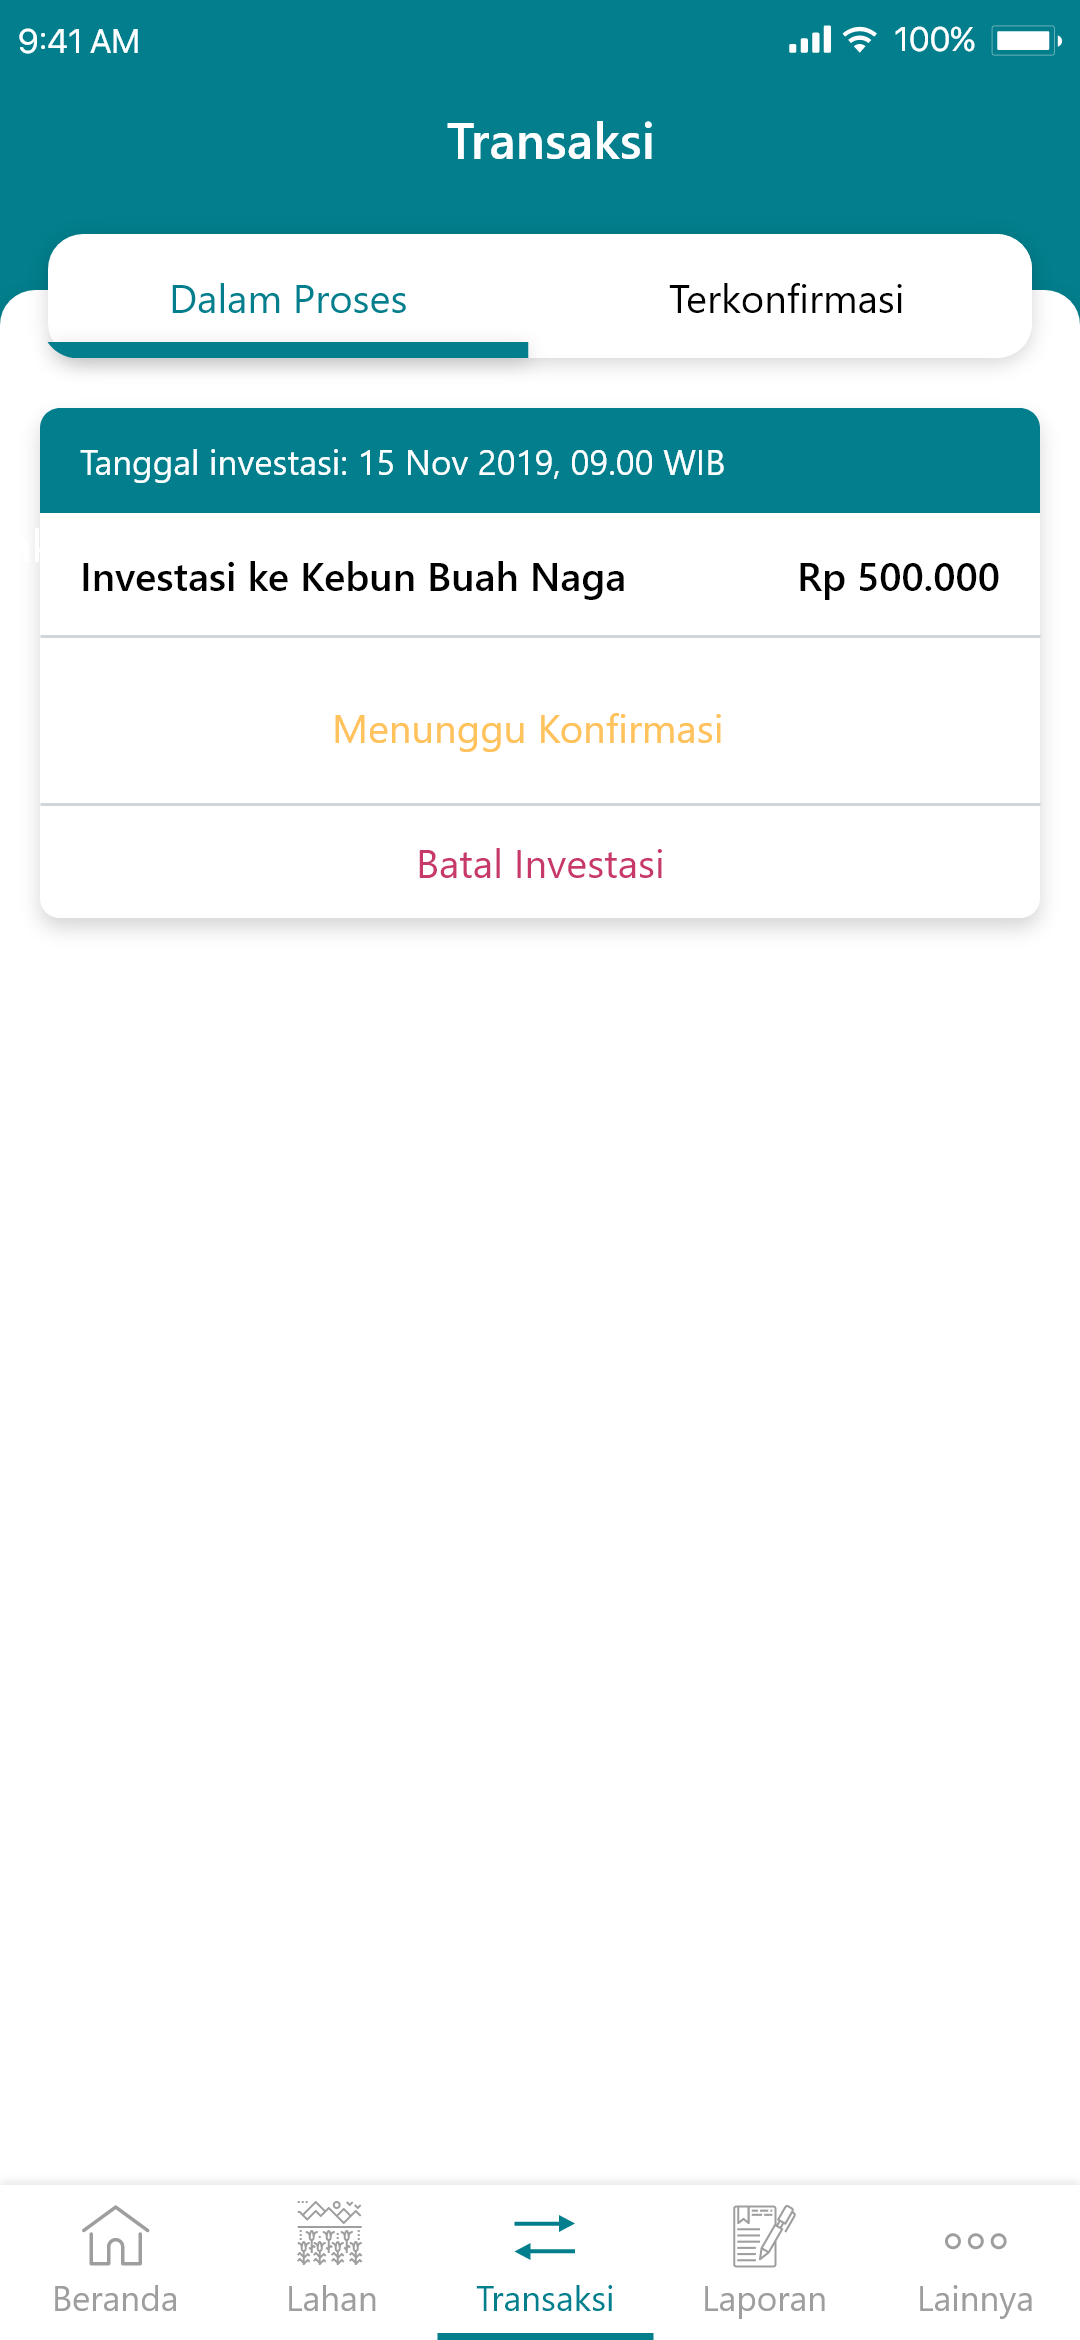 9:41 AM 100%
Transaksi
Dalam Proses Terkonfirmasi
Tanggal investasi: 15 Nov 2019, 09.00 WIB
Investasi ke Kebun Buah Naga Rp 500.000
Menunggu Konfirmasi
Batal Investasi
Beranda Lahan Transaksi Laporan Lainnya